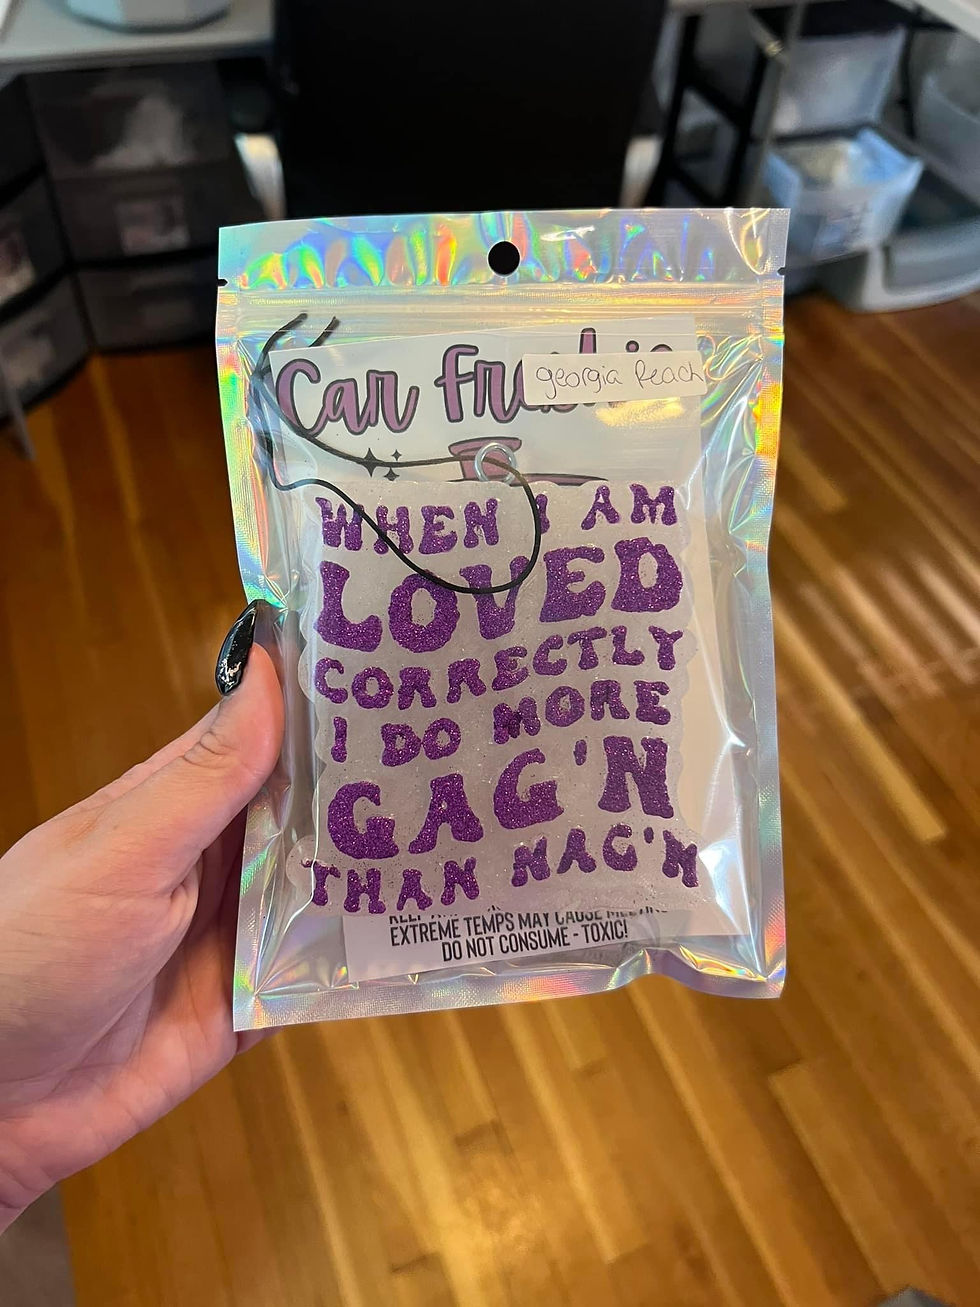 Car
georgia Peach
WHEN I AM
LOVED
CORRECTLY
I DO MORE
GAG'N
THAN NAG'N
EXTREME TEMPS MAY CAUSE
DO NOT CONSUME - TOXIC!